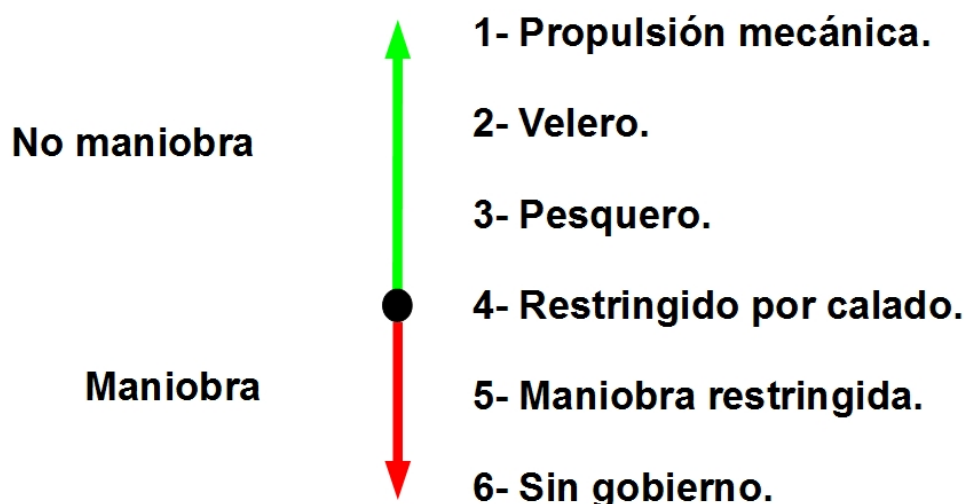 1- Propulsión mecánica.
2- Velero.
No maniobra
3- Pesquero.
4- Restringido por calado.
Maniobra
5- Maniobra restringida.
6- Sin gobierno.